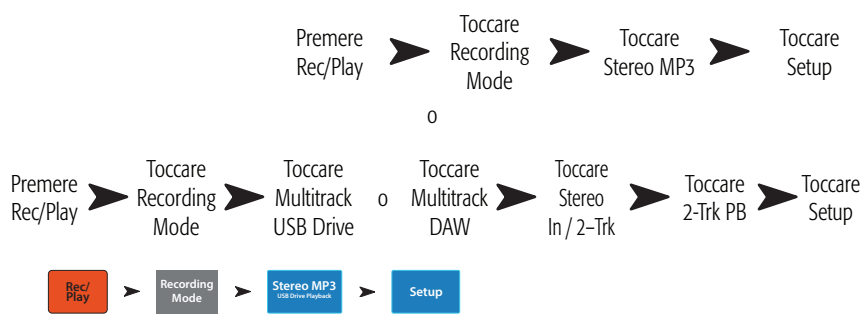 Premere Rec/Play
Toccare Recording Mode
Toccare Stereo MP3
Toccare Setup
o
Premere Rec/Play
Toccare Recording Mode
Toccare Multitrack USB Drive
o
Toccare Multitrack DAW
Toccare Stereo In / 2–Trk
Toccare 2-Trk PB
Toccare Setup
Rec/ Play
Recording Mode
Stereo MP3
USB Drive Playback
Setup